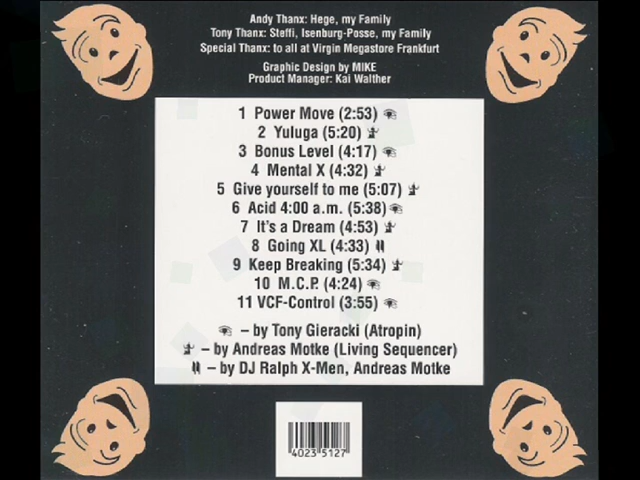 Andy Thanx: Hege, my Family
Tony Thanx: Steffi, Isenburg-Posse, my Family
Special Thanx: to all at Virgin Megastore Frankfurt
Graphic Design by MIKE
Product Manager: Kai Walther
1 Power Move (2:53)
2 Yuluga (5:20)
3 Bonus Level (4:17)
4 Mental X (4:32)
5 Give yourself to me (5:07)
6 Acid 4:00 a.m. (5:38)
7 It's a Dream (4:53)
8 Going XL (4:33)
9 Keep Breaking (5:34)
10 M.C.P. (4:24)
11 VCF-Control (3:55)
– by Tony Gieracki (Atropin)
– by Andreas Motke (Living Sequencer)
– by DJ Ralph X-Men, Andreas Motke
4023 5127